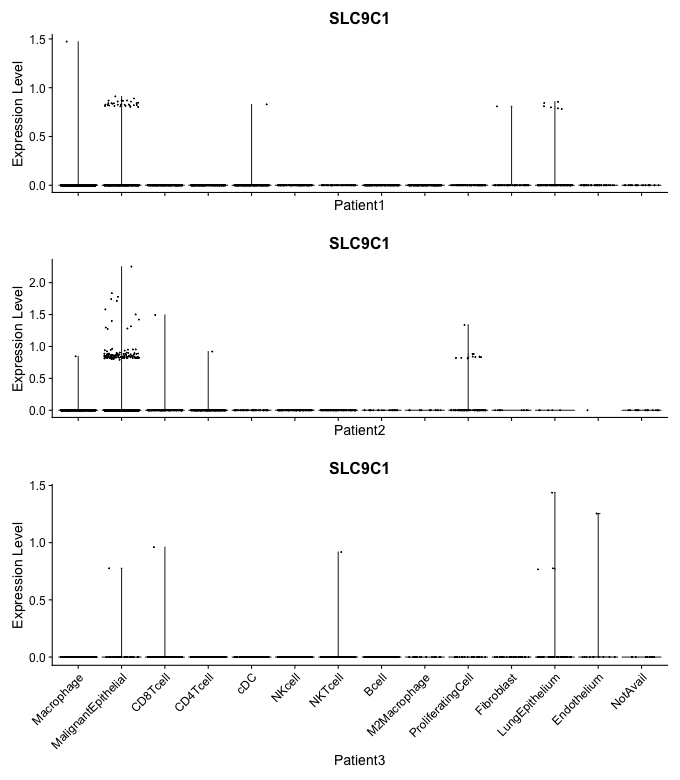 SLC9C1
Expression Level
1.5
1.0
0.5
0.0
Patient1
SLC9C1
Expression Level
2.0
1.5
1.0
0.5
0.0
Patient2
SLC9C1
Expression Level
1.5
1.0
0.5
0.0
Macrophage
MalignantEpithelial
CD8Tcell
CD4Tcell
cDC
NKcell
NKTcell
Bcell
M2Macrophage
ProliferatingCell
Fibroblast
LungEpithelium
Endothelium
NotAvail
Patient3